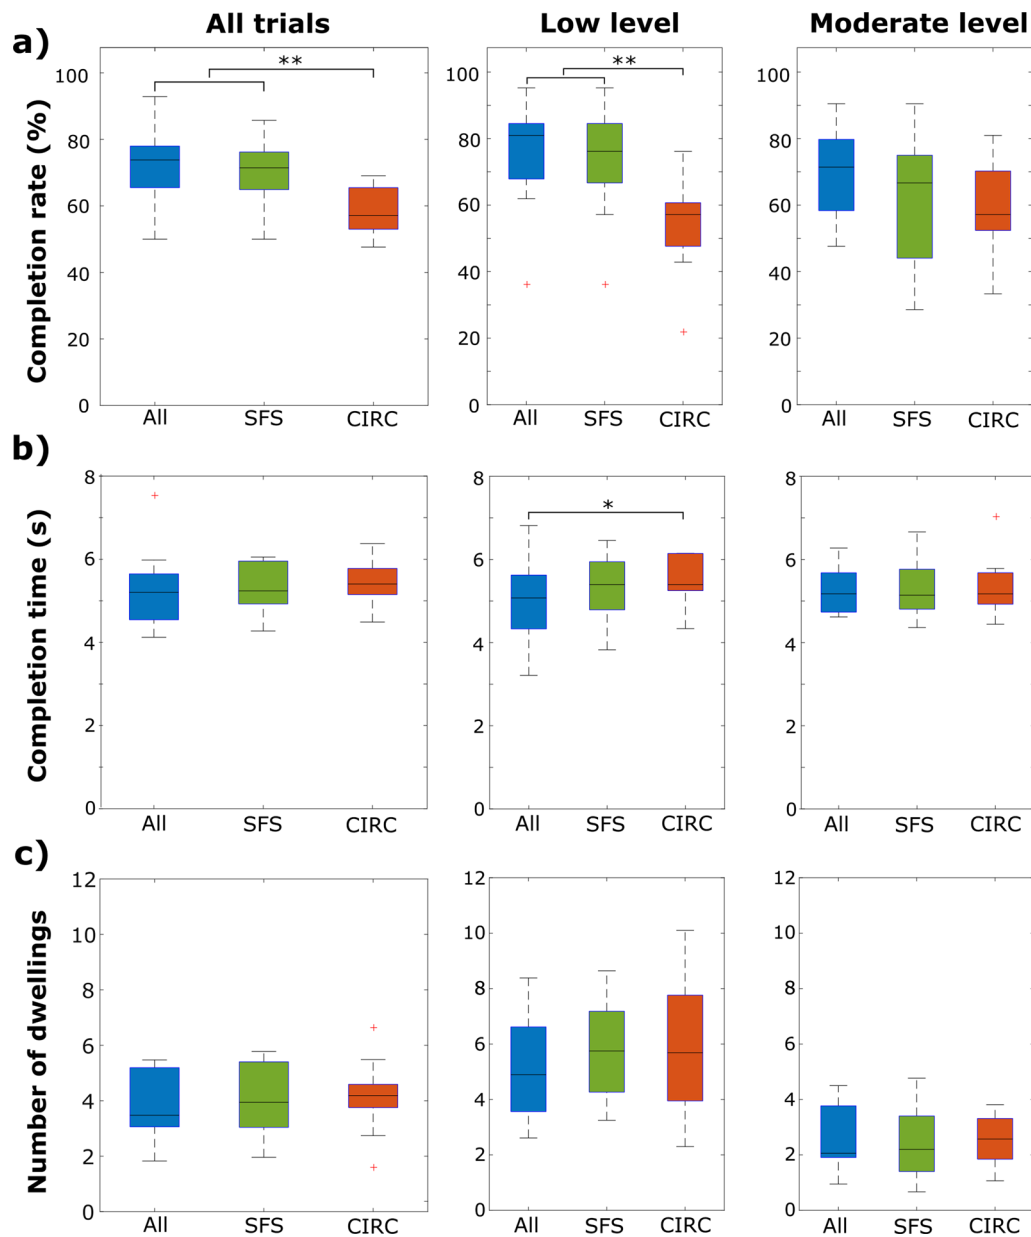 All trials Low level Moderate level
a)
Completion rate (%)
100 80 60 40 20 0
**
All SFS CIRC
100 80 60 40 20 0
**
All SFS CIRC
100 80 60 40 20 0
All SFS CIRC
b)
Completion time (s)
8 6 4 2 0
All SFS CIRC
8 6 4 2 0
*
All SFS CIRC
8 6 4 2 0
All SFS CIRC
c)
Number of dwellings
12 10 8 6 4 2 0
All SFS CIRC
12 10 8 6 4 2 0
All SFS CIRC
12 10 8 6 4 2 0
All SFS CIRC